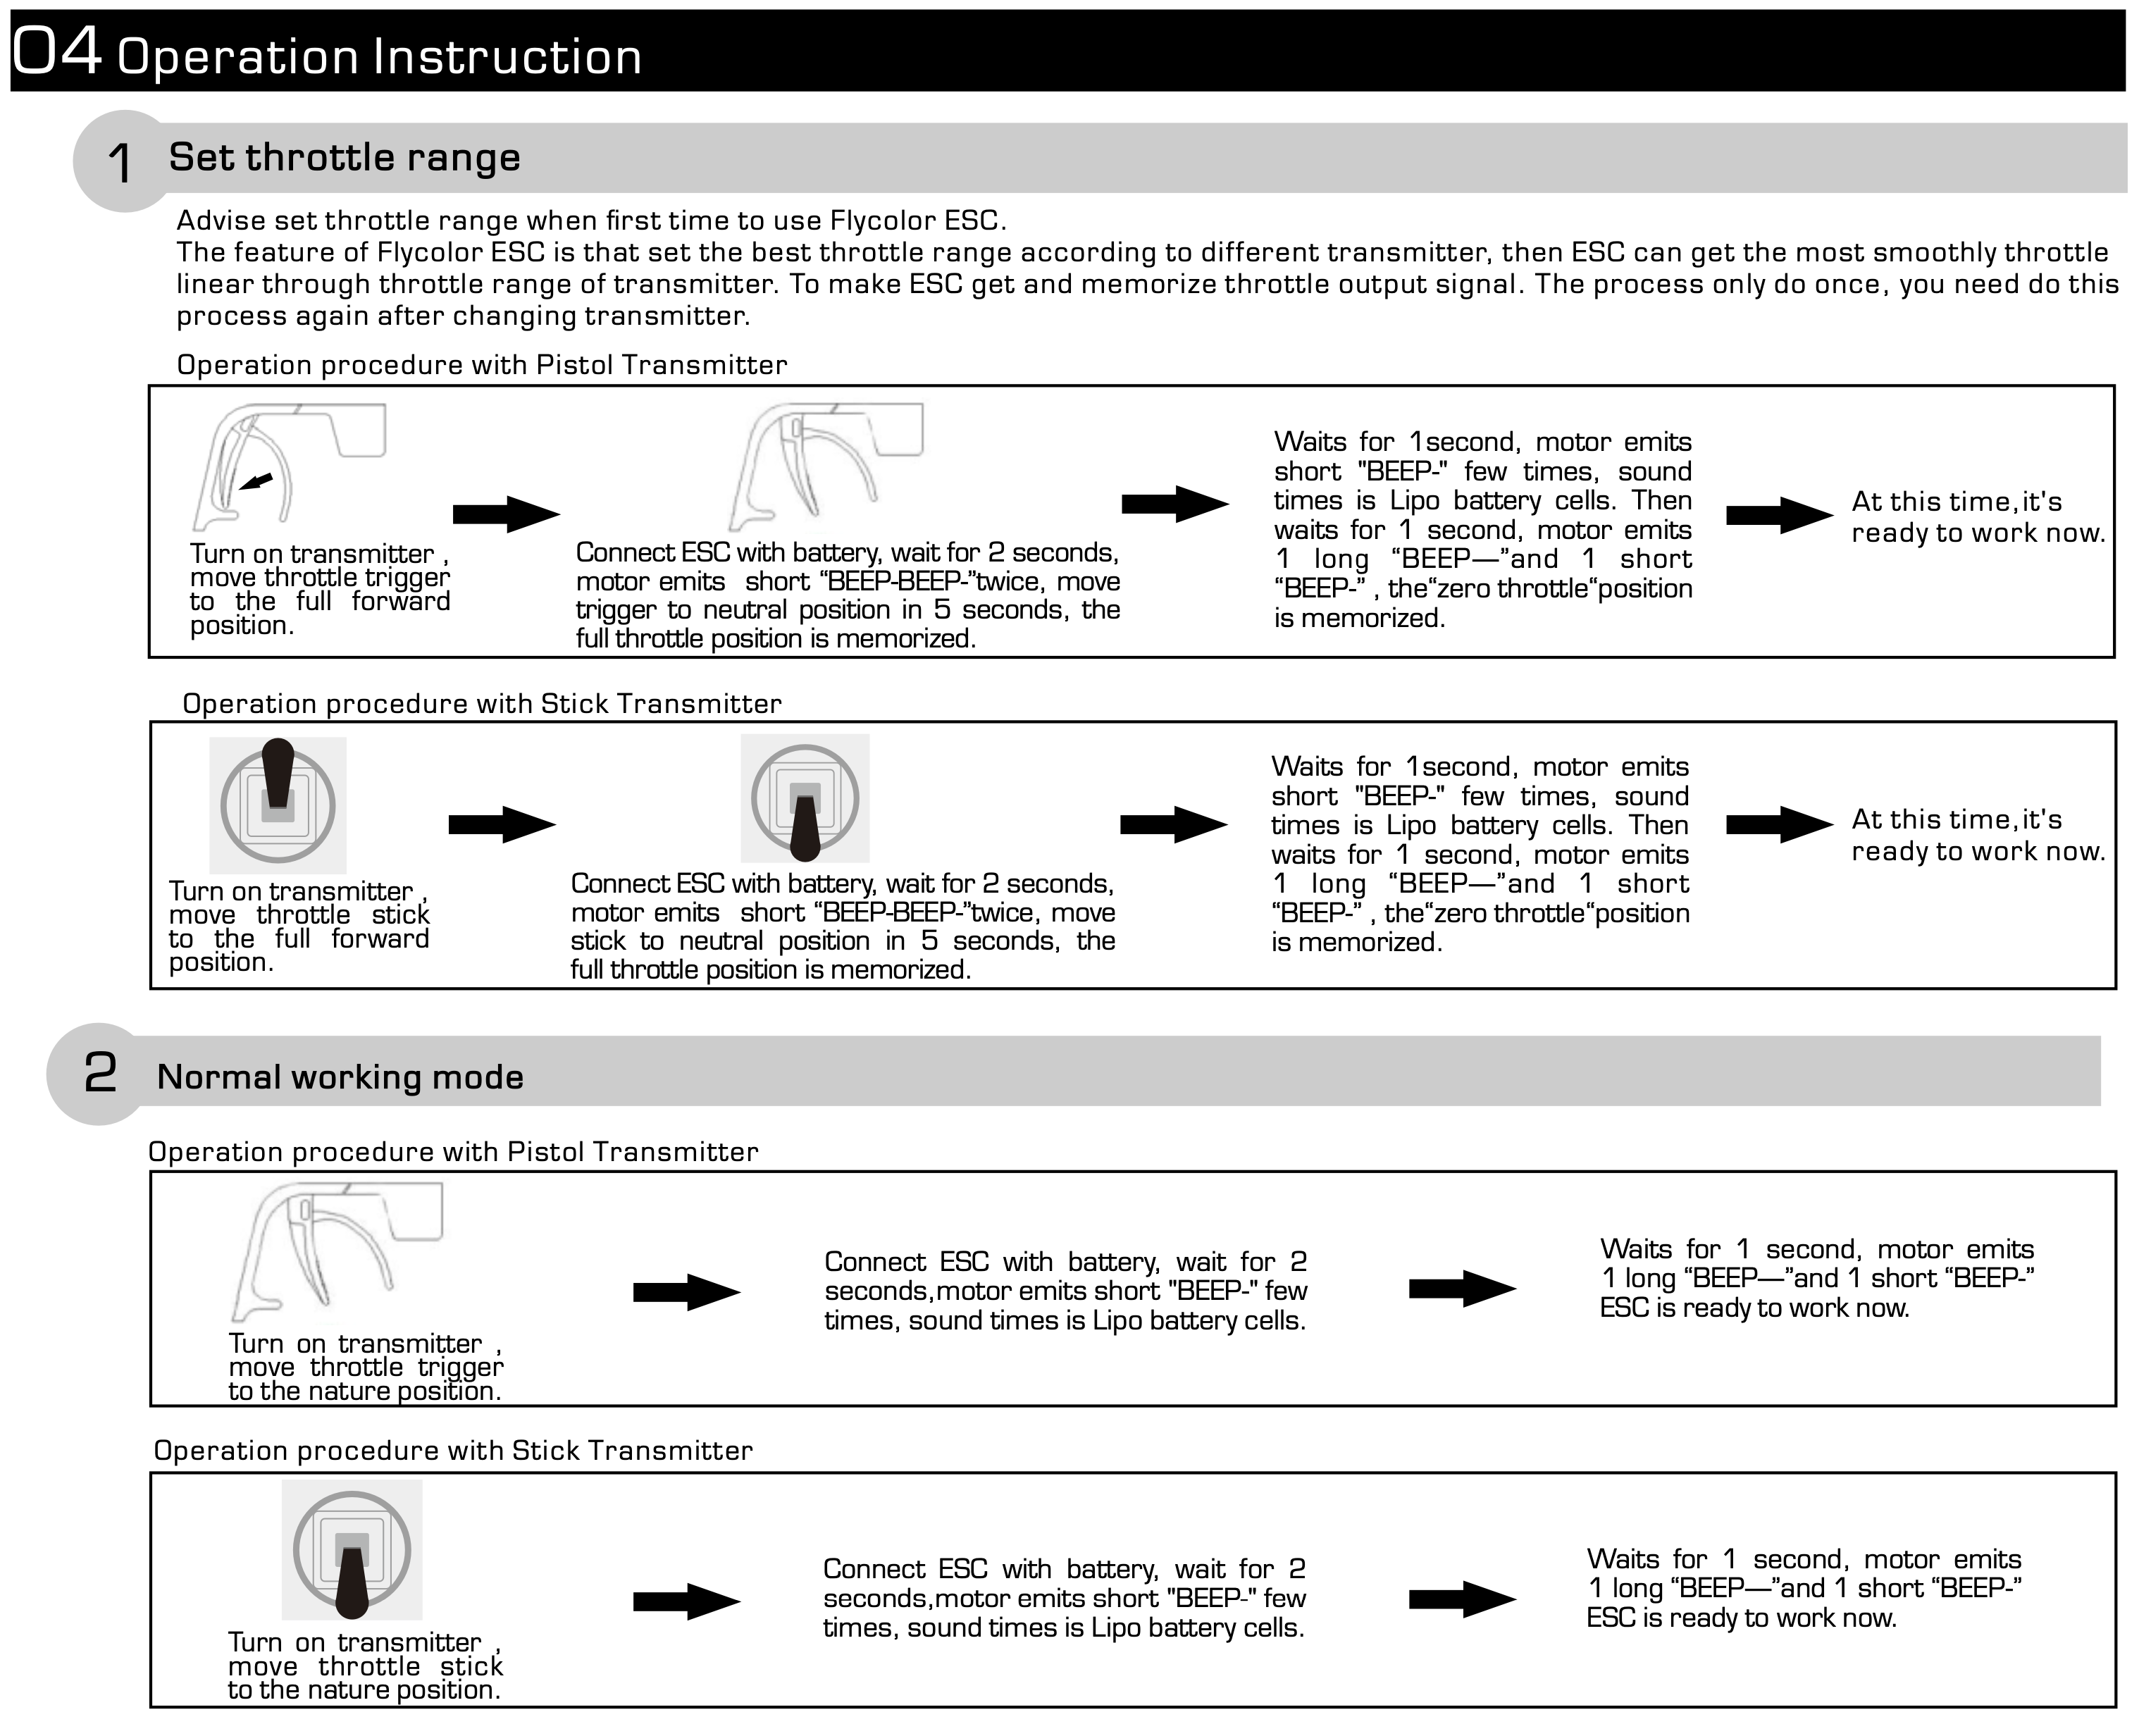 04 Operation Instruction
1 Set throttle range
Advise set throttle range when first time to use Flycolor ESC.
The feature of Flycolor ESC is that set the best throttle range according to different transmitter, then ESC can get the most smoothly throttle
linear through throttle range of transmitter. To make ESC get and memorize throttle output signal. The process only do once, you need do this
process again after changing transmitter.
Operation procedure with Pistol Transmitter
Turn on transmitter ,
move throttle trigger
to the full forward
position.
Connect ESC with battery, wait for 2 seconds,
motor emits short “BEEP-BEEP-”twice, move
trigger to neutral position in 5 seconds, the
full throttle position is memorized.
Waits for 1second, motor emits
short "BEEP-" few times, sound
times is Lipo battery cells. Then
waits for 1 second, motor emits
1 long “BEEP—”and 1 short
“BEEP-” , the“zero throttle“position
is memorized.
At this time,it's
ready to work now.
Operation procedure with Stick Transmitter
Turn on transmitter ,
move throttle stick
to the full forward
position.
Connect ESC with battery, wait for 2 seconds,
motor emits short “BEEP-BEEP-”twice, move
stick to neutral position in 5 seconds, the
full throttle position is memorized.
Waits for 1second, motor emits
short "BEEP-" few times, sound
times is Lipo battery cells. Then
waits for 1 second, motor emits
1 long “BEEP—”and 1 short
“BEEP-” , the“zero throttle“position
is memorized.
At this time,it's
ready to work now.
2 Normal working mode
Operation procedure with Pistol Transmitter
Turn on transmitter ,
move throttle trigger
to the nature position.
Connect ESC with battery, wait for 2
seconds,motor emits short "BEEP-" few
times, sound times is Lipo battery cells.
Waits for 1 second, motor emits
1 long “BEEP—”and 1 short “BEEP-”
ESC is ready to work now.
Operation procedure with Stick Transmitter
Turn on transmitter ,
move throttle stick
to the nature position.
Connect ESC with battery, wait for 2
seconds,motor emits short "BEEP-" few
times, sound times is Lipo battery cells.
Waits for 1 second, motor emits
1 long “BEEP—”and 1 short “BEEP-”
ESC is ready to work now.